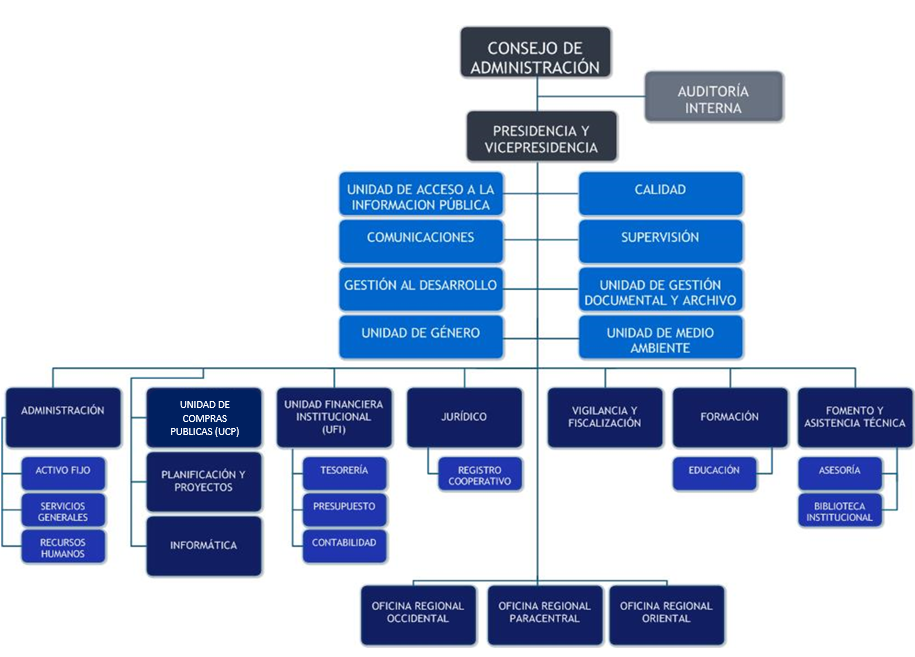 CONSEJO DE
ADMINISTRACIÓN
AUDITORÍA
INTERNA
PRESIDENCIA Y
VICEPRESIDENCIA
UNIDAD DE ACCESO A LA
INFORMACION PÚBLICA
CALIDAD
COMUNICACIONES
SUPERVISIÓN
GESTIÓN AL DESARROLLO
UNIDAD DE GESTIÓN
DOCUMENTAL Y ARCHIVO
UNIDAD DE GÉNERO
UNIDAD DE MEDIO
AMBIENTE
ADMINISTRACIÓN
ACTIVO FIJO
SERVICIOS
GENERALES
RECURSOS
HUMANOS
UNIDAD DE
COMPRAS
PUBLICAS (UCP)
PLANIFICACIÓN Y
PROYECTOS
INFORMÁTICA
UNIDAD FINANCIERA
INSTITUCIONAL
(UFI)
TESORERÍA
PRESUPUESTO
CONTABILIDAD
JURÍDICO
REGISTRO
COOPERATIVO
VIGILANCIA Y
FISCALIZACIÓN
FORMACIÓN
EDUCACIÓN
FOMENTO Y
ASISTENCIA TÉCNICA
ASESORÍA
BIBLIOTECA
INSTITUCIONAL
OFICINA REGIONAL
OCCIDENTAL
OFICINA REGIONAL
PARACENTRAL
OFICINA REGIONAL
ORIENTAL